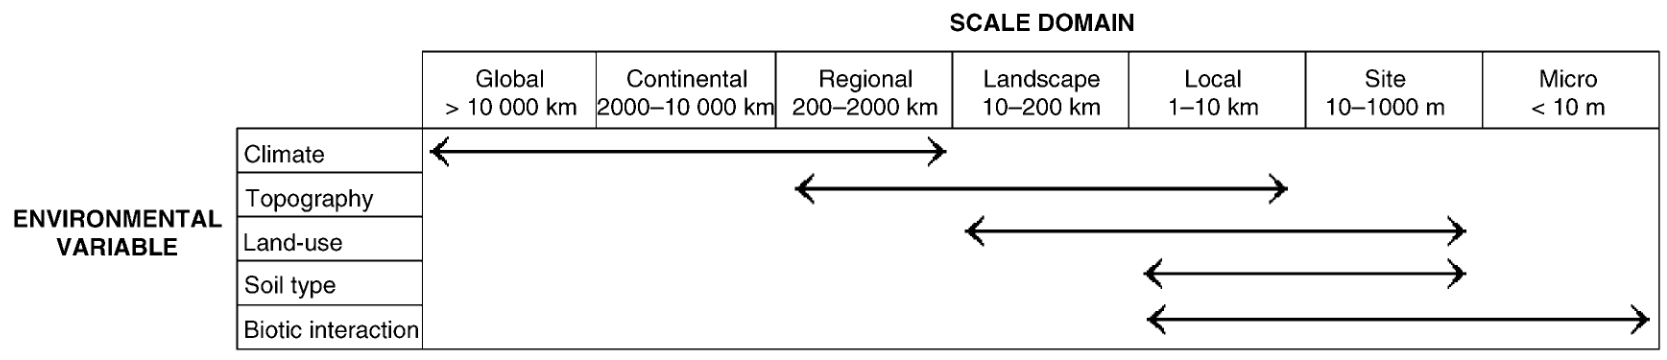 SCALE DOMAIN
Global Continental Regional Landscape Local Site Micro
> 10 000 km 2000–10 000 km 200–2000 km 10–200 km 1–10 km 10–1000 m < 10 m
Climate
Topography
ENVIRONMENTAL
VARIABLE
Land-use
Soil type
Biotic interaction